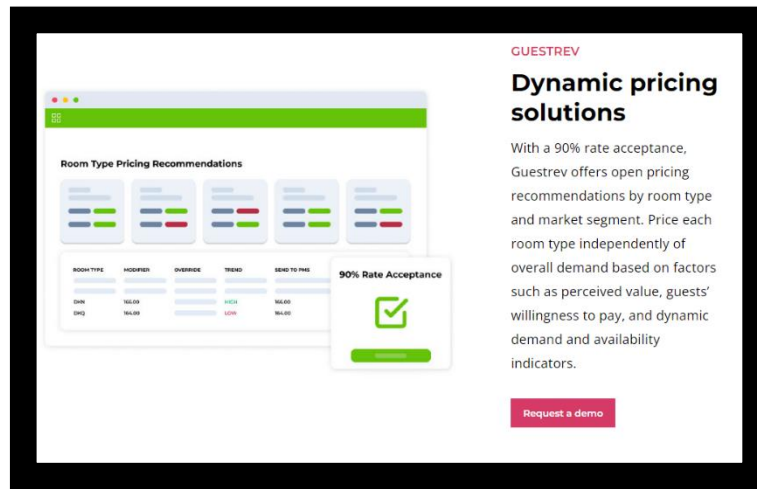 GUESTREV
Dynamic pricing
solutions
With a 90% rate acceptance,
Guestrev offers open pricing
recommendations by room type
and market segment. Price each
room type independently of
overall demand based on factors
such as perceived value, guests’
willingness to pay, and dynamic
demand and availability
indicators.
Request a demo
Room Type Pricing Recommendations
ROOM TYPE MODIFIER OVERRIDE TREND SEND TO PMS
DHN 166.00 HIGH 166.00
DHQ 164.00 LOW 164.00
90% Rate Acceptance